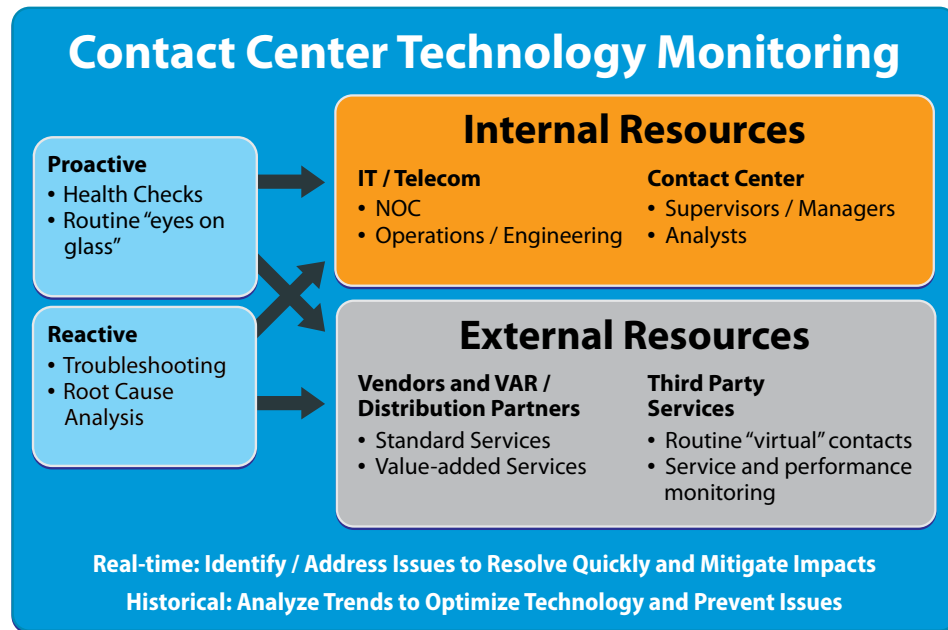 Contact Center Technology Monitoring
Proactive
• Health Checks
• Routine “eyes on
glass”
Reactive
• Troubleshooting
• Root Cause
Analysis
Internal Resources
IT / Telecom
• NOC
• Operations / Engineering
Contact Center
• Supervisors / Managers
• Analysts
External Resources
Vendors and VAR /
Distribution Partners
• Standard Services
• Value-added Services
Third Party
Services
• Routine “virtual” contacts
• Service and performance
monitoring
Real-time: Identify / Address Issues to Resolve Quickly and Mitigate Impacts
Historical: Analyze Trends to Optimize Technology and Prevent Issues